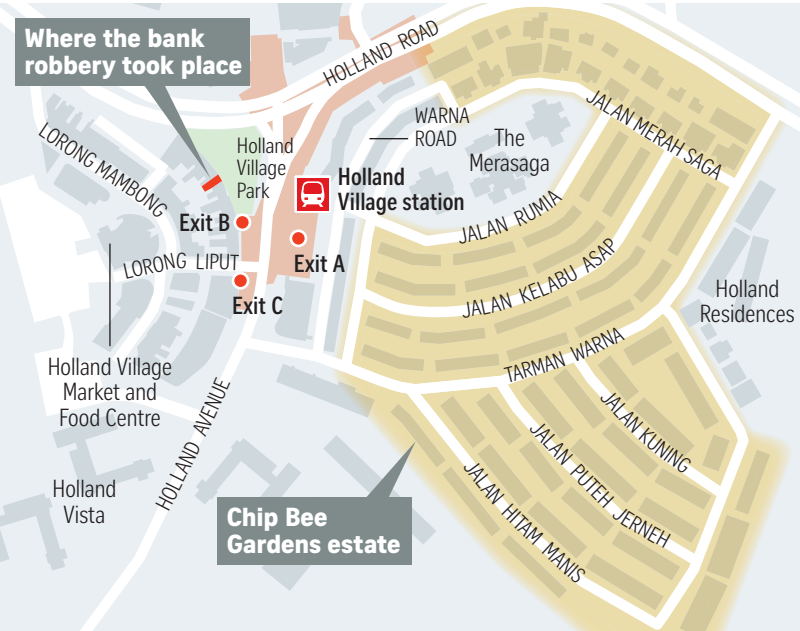 Where the bank
robbery took place
HOLLAND ROAD
LORONG MAMBONG
Holland
Village
Park
WARNA
ROAD
The
Merasaga
JALAN MERAH SAGA
Holland
Village station
Exit B
Exit A
LORONG LIPUT
Exit C
JALAN RUMIA
JALAN KELABU ASAP
Holland
Residences
Holland Village
Market and
Food Centre
TARMAN WARNA
HOLLAND AVENUE
JALAN KUNING
JALAN PUTEH JERNEH
JALAN HITAM MANIS
Holland
Vista
Chip Bee
Gardens estate